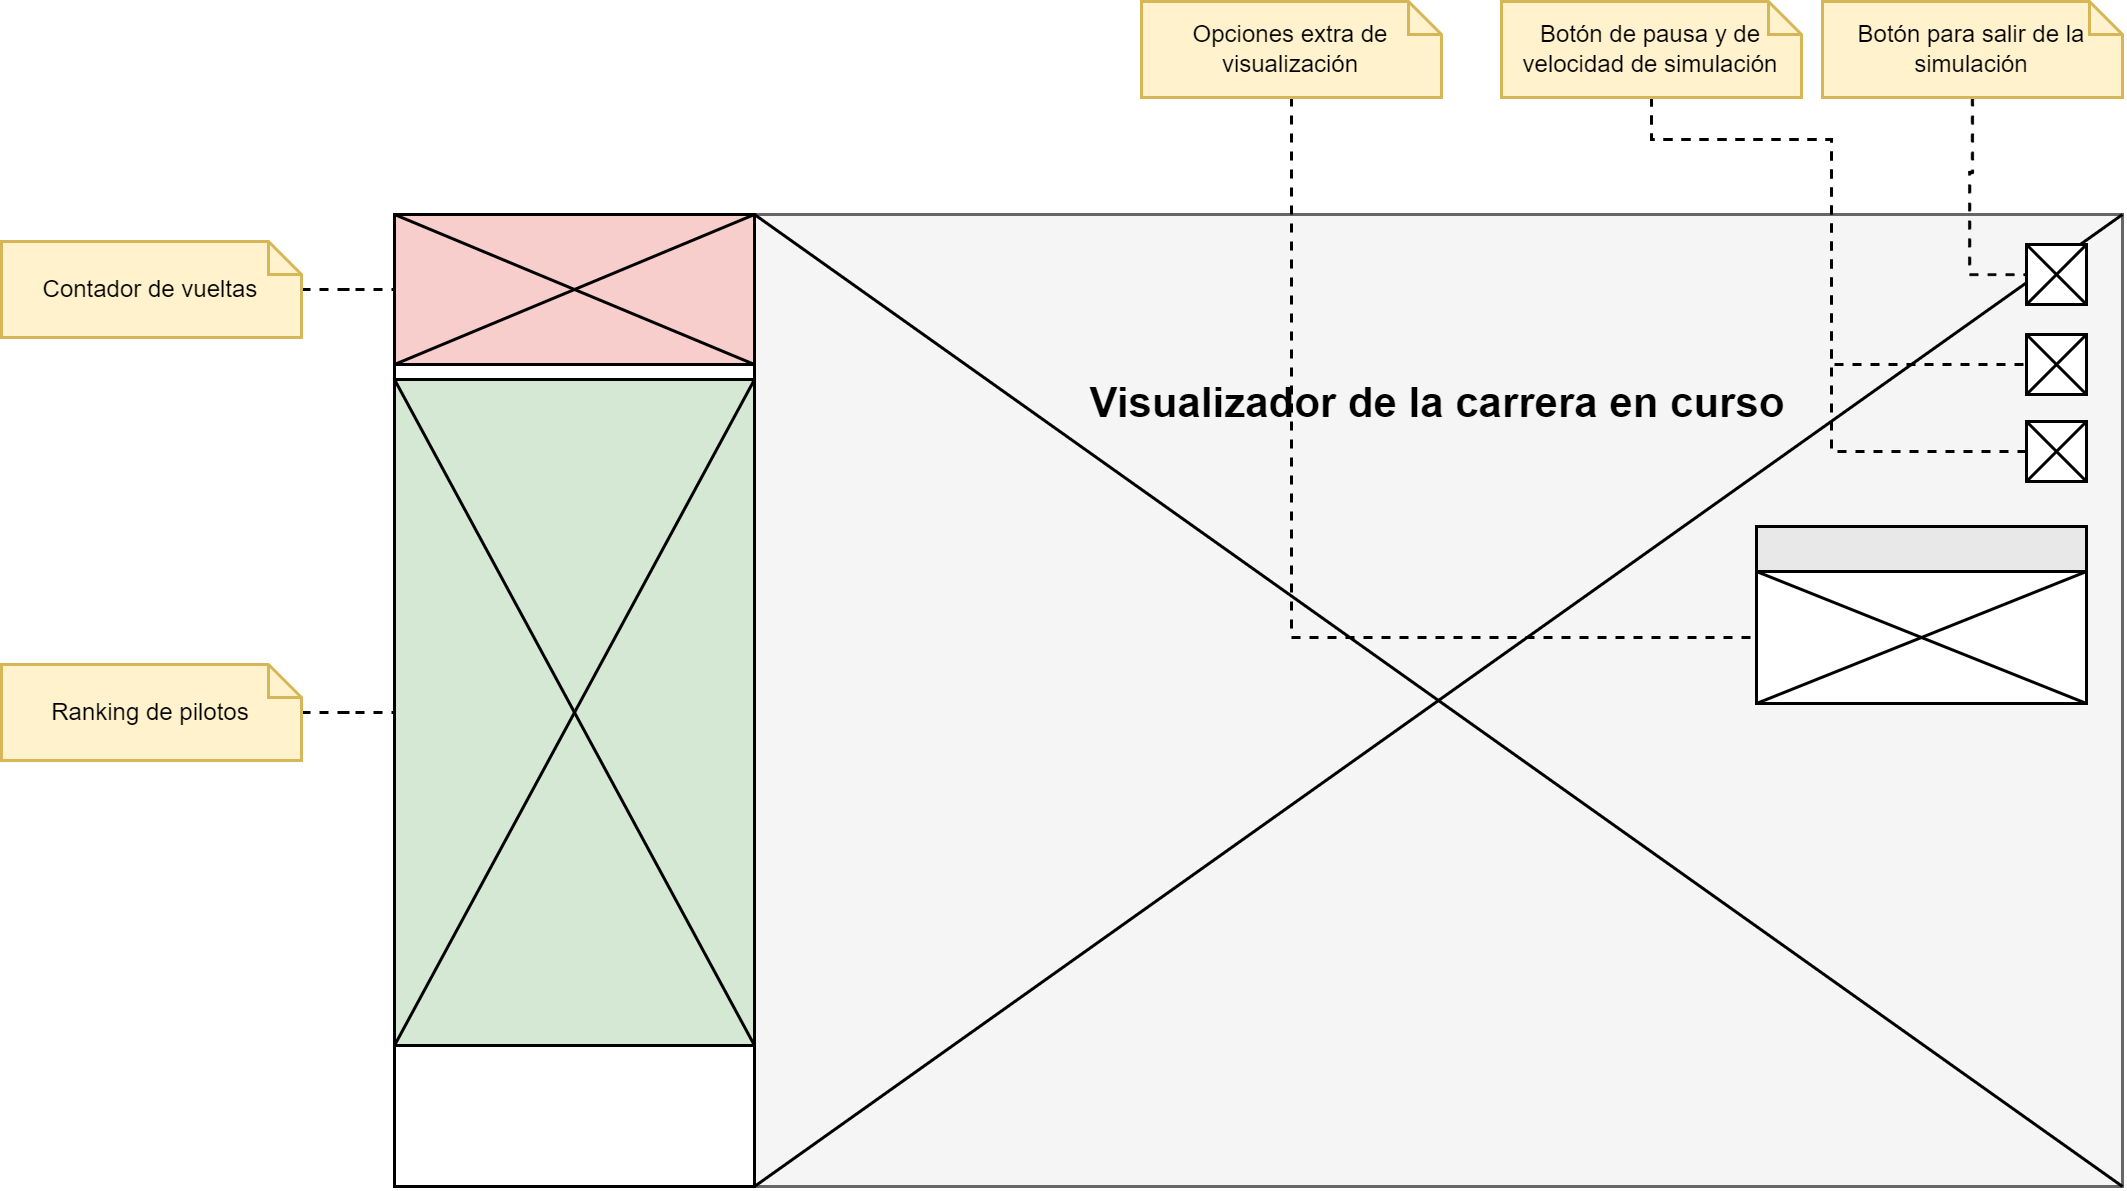 Opciones extra de
visualización
Botón de pausa y de
velocidad de simulación
Botón para salir de la
simulación
Contador de vueltas
Visualizador de la carrera en curso
Ranking de pilotos